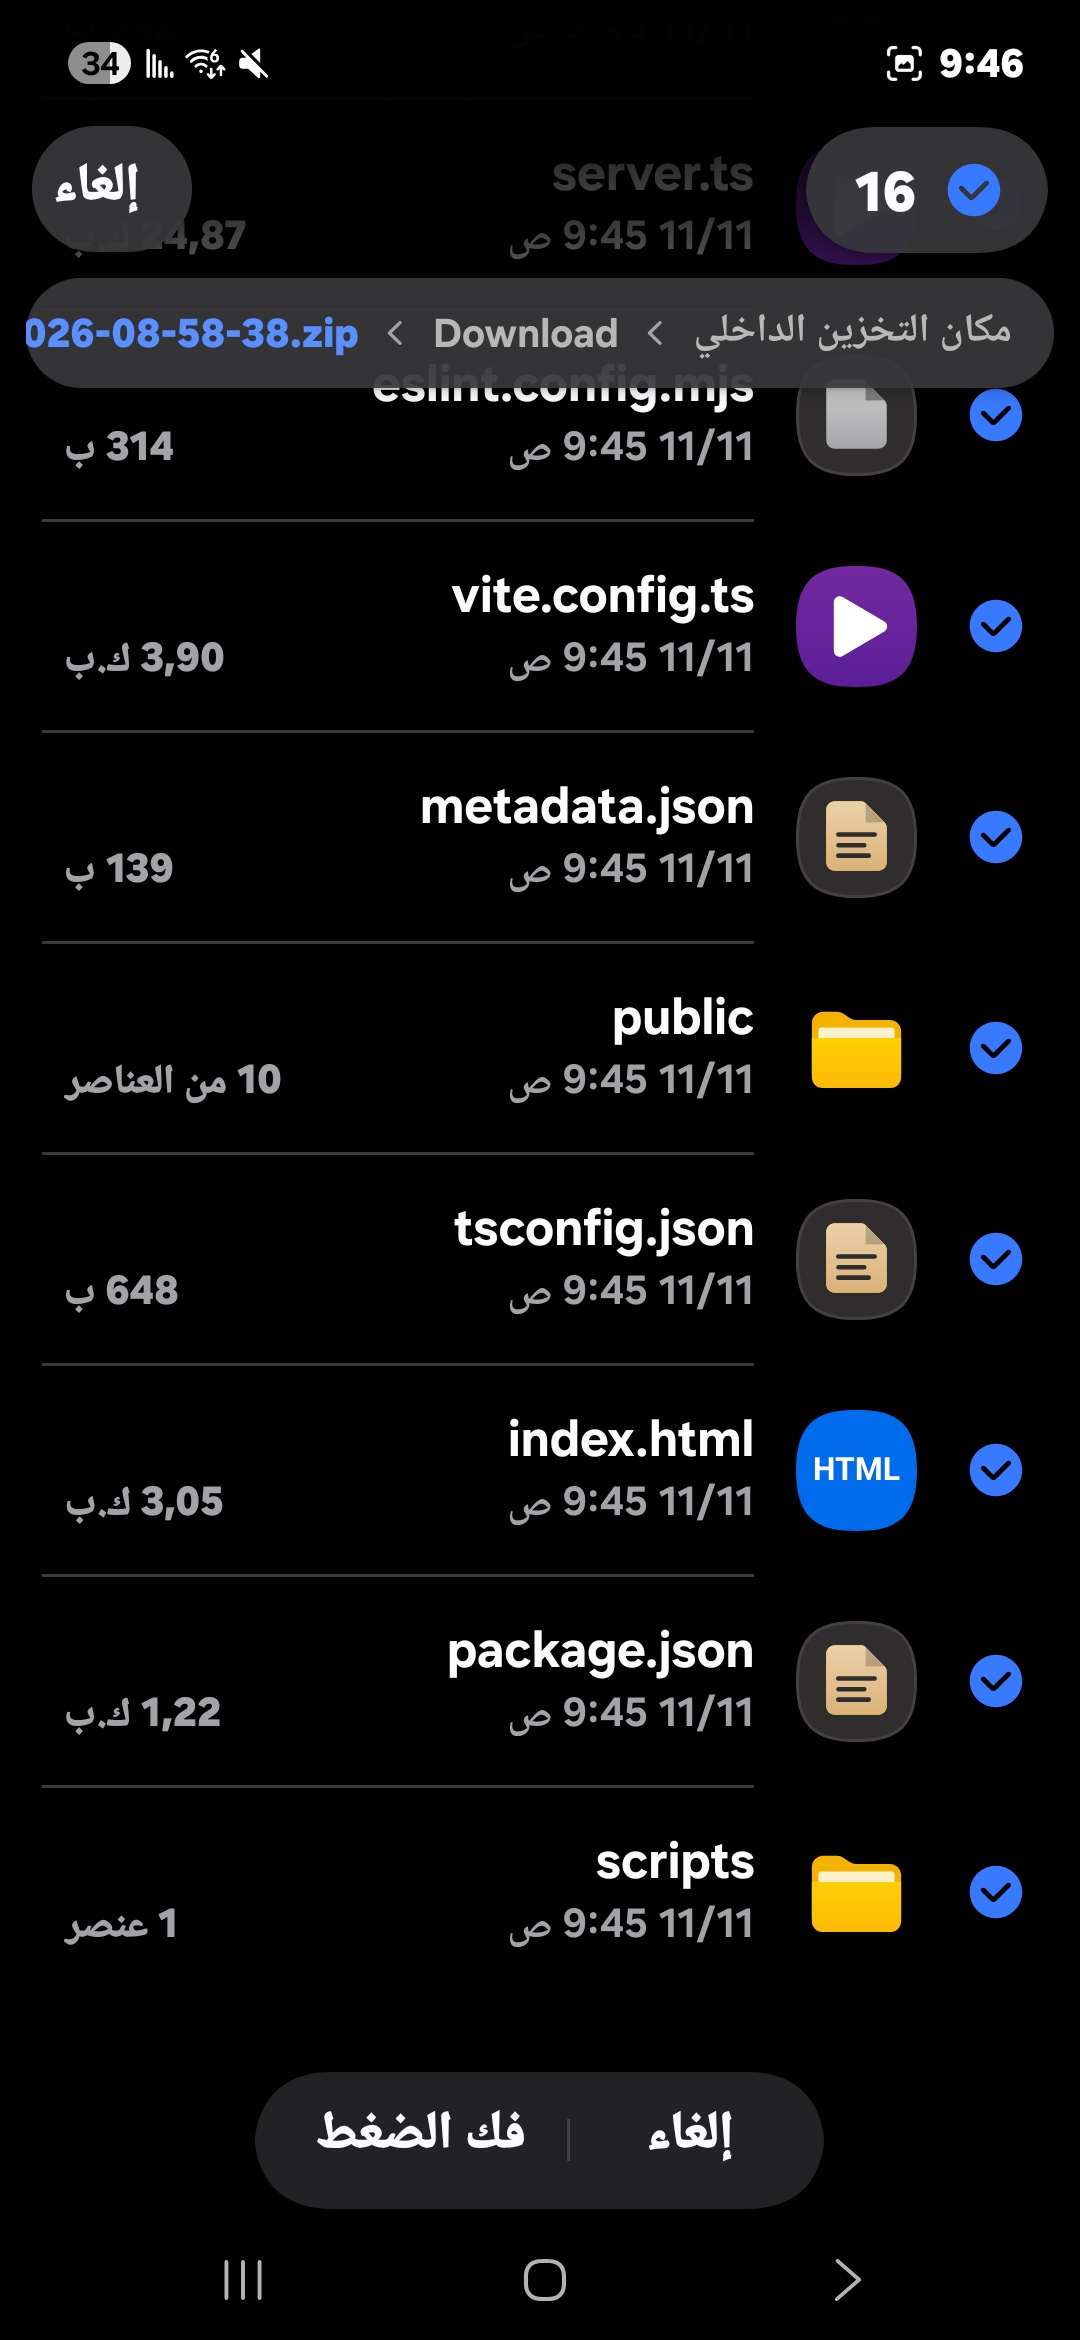 34
9:46
16
إلغاء
server.ts
11/11 9:45 ص
24,87 ك.ب
مكان التخزين الداخلي > Download > 026-08-58-38.zip
eslint.config.mjs
11/11 9:45 ص
314 ب
vite.config.ts
11/11 9:45 ص
3,90 ك.ب
metadata.json
11/11 9:45 ص
139 ب
public
11/11 9:45 ص
10 من العناصر
tsconfig.json
11/11 9:45 ص
648 ب
HTML
index.html
11/11 9:45 ص
3,05 ك.ب
package.json
11/11 9:45 ص
1,22 ك.ب
scripts
11/11 9:45 ص
1 عنصر
إلغاء
فك الضغط